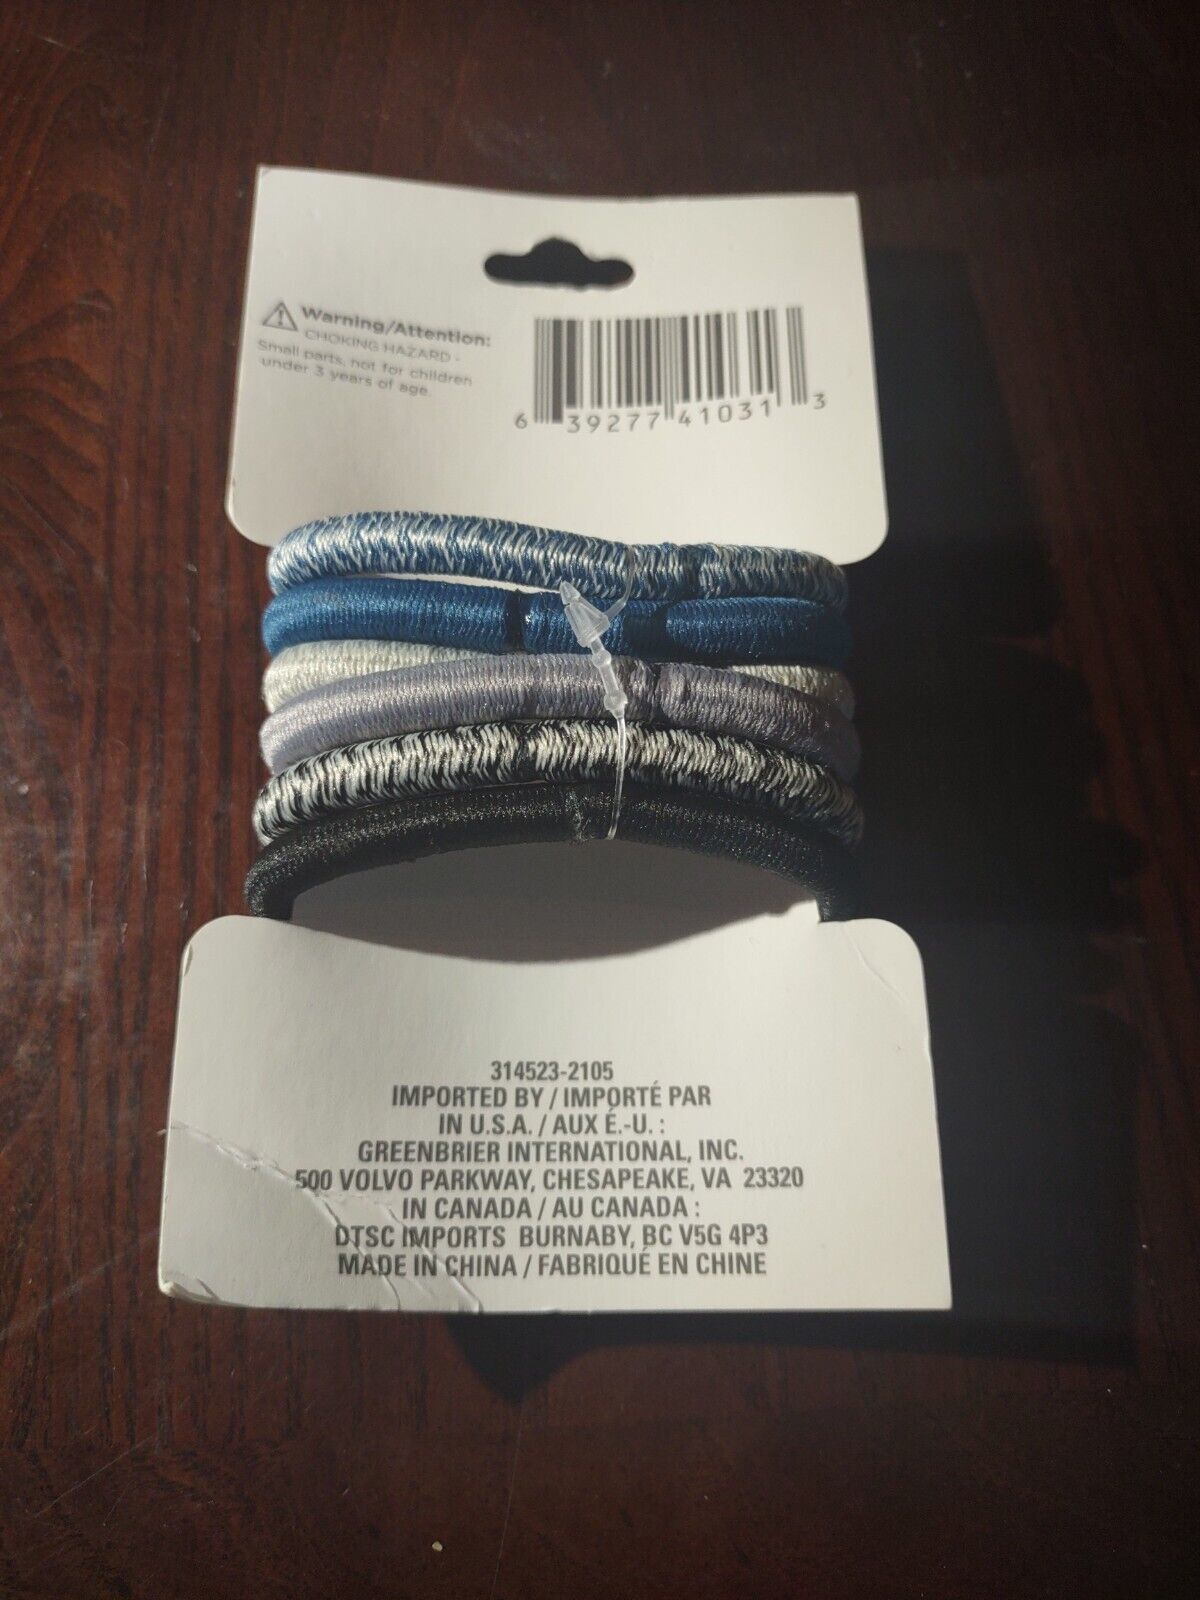 Warning/Attention:
CHOKING HAZARD -
Small parts, not for children
under 3 years of age.
6 39277 41031 3
314523-2105
IMPORTED BY / IMPORTÉ PAR
IN U.S.A. / AUX É.-U. :
GREENBRIER INTERNATIONAL, INC.
500 VOLVO PARKWAY, CHESAPEAKE, VA 23320
IN CANADA / AU CANADA :
DTSC IMPORTS BURNABY, BC V5G 4P3
MADE IN CHINA / FABRIQUÉ EN CHINE